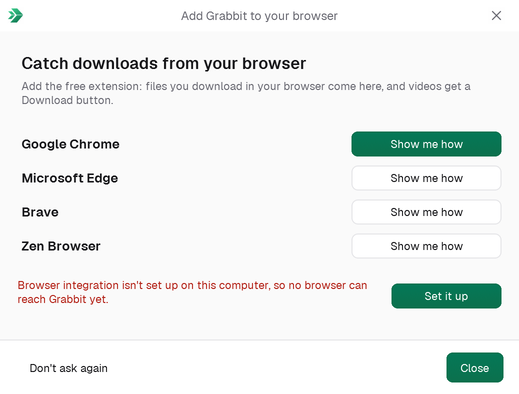 Add Grabbit to your browser
Catch downloads from your browser
Add the free extension: files you download in your browser come here, and videos get a
Download button.
Google Chrome
Show me how
Microsoft Edge
Show me how
Brave
Show me how
Zen Browser
Show me how
Browser integration isn't set up on this computer, so no browser can
reach Grabbit yet.
Set it up
Don't ask again
Close